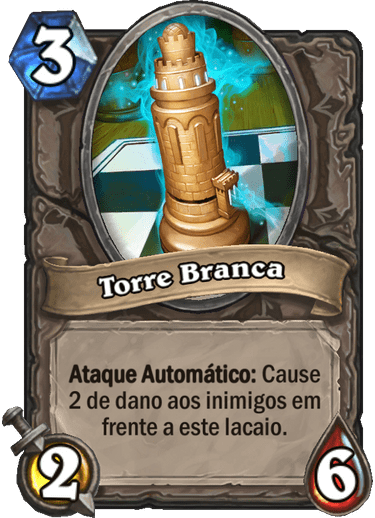 3
Torre Branca
Ataque Automático: Cause
2 de dano aos inimigos em
frente a este lacaio.
2
6